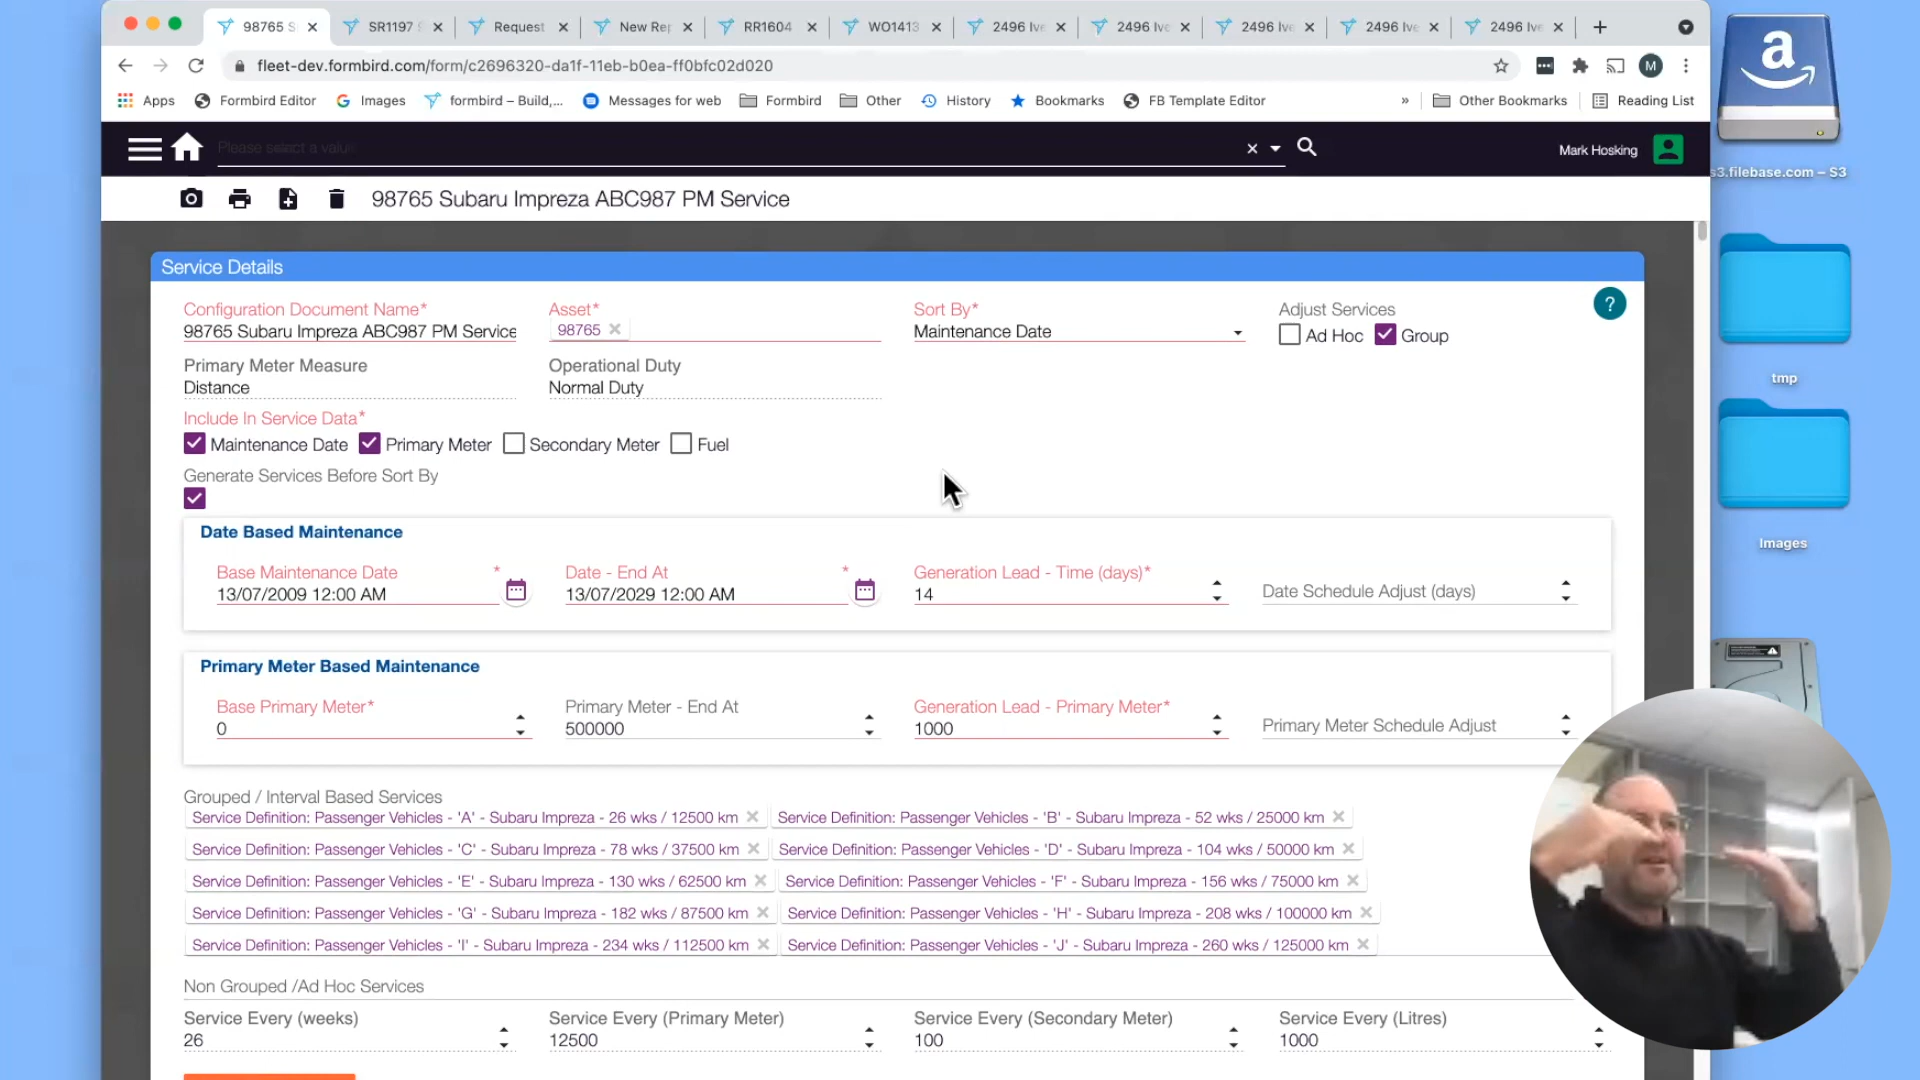 98765 S
SR1197
Request
New Rep
RR1604
WO1413
2496 Ive
2496 Ive
2496 Ive
2496 Ive
2496 Ive
fleet-dev.formbird.com/form/c2696320-da1f-11eb-b0ea-ff0bfc02d020
M
Apps
Formbird Editor
Images
formbird – Build,...
Messages for web
Formbird
Other
History
Bookmarks
FB Template Editor
»
Other Bookmarks
Reading List
Please select a value
Mark Hosking
98765 Subaru Impreza ABC987 PM Service
Service Details
?
Configuration Document Name*
98765 Subaru Impreza ABC987 PM Service
Asset*
98765
Sort By*
Maintenance Date
Adjust Services
Ad Hoc
Group
Primary Meter Measure
Distance
Operational Duty
Normal Duty
Include In Service Data*
Maintenance Date
Primary Meter
Secondary Meter
Fuel
Generate Services Before Sort By
Date Based Maintenance
Base Maintenance Date *
13/07/2009 12:00 AM
Date - End At *
13/07/2029 12:00 AM
Generation Lead - Time (days)*
14
Date Schedule Adjust (days)
Primary Meter Based Maintenance
Base Primary Meter*
0
Primary Meter - End At
500000
Generation Lead - Primary Meter*
1000
Primary Meter Schedule Adjust
Grouped / Interval Based Services
Service Definition: Passenger Vehicles - 'A' - Subaru Impreza - 26 wks / 12500 km
Service Definition: Passenger Vehicles - 'B' - Subaru Impreza - 52 wks / 25000 km
Service Definition: Passenger Vehicles - 'C' - Subaru Impreza - 78 wks / 37500 km
Service Definition: Passenger Vehicles - 'D' - Subaru Impreza - 104 wks / 50000 km
Service Definition: Passenger Vehicles - 'E' - Subaru Impreza - 130 wks / 62500 km
Service Definition: Passenger Vehicles - 'F' - Subaru Impreza - 156 wks / 75000 km
Service Definition: Passenger Vehicles - 'G' - Subaru Impreza - 182 wks / 87500 km
Service Definition: Passenger Vehicles - 'H' - Subaru Impreza - 208 wks / 100000 km
Service Definition: Passenger Vehicles - 'I' - Subaru Impreza - 234 wks / 112500 km
Service Definition: Passenger Vehicles - 'J' - Subaru Impreza - 260 wks / 125000 km
Non Grouped /Ad Hoc Services
Service Every (weeks)
26
Service Every (Primary Meter)
12500
Service Every (Secondary Meter)
100
Service Every (Litres)
1000
a
s3.filebase.com – S3
tmp
Images